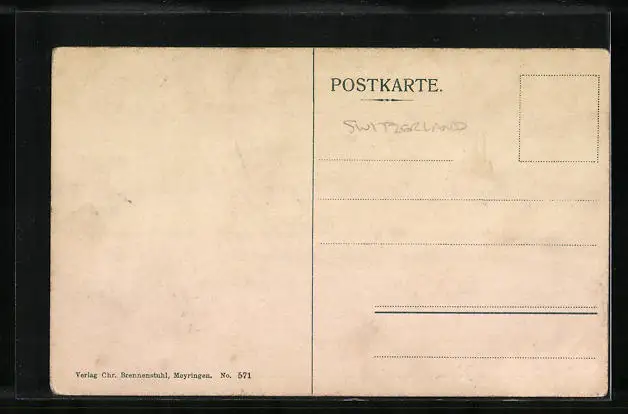 POSTKARTE.
SWITZERLAND
Verlag Chr. Brennenstuhl, Meyringen. No. 571